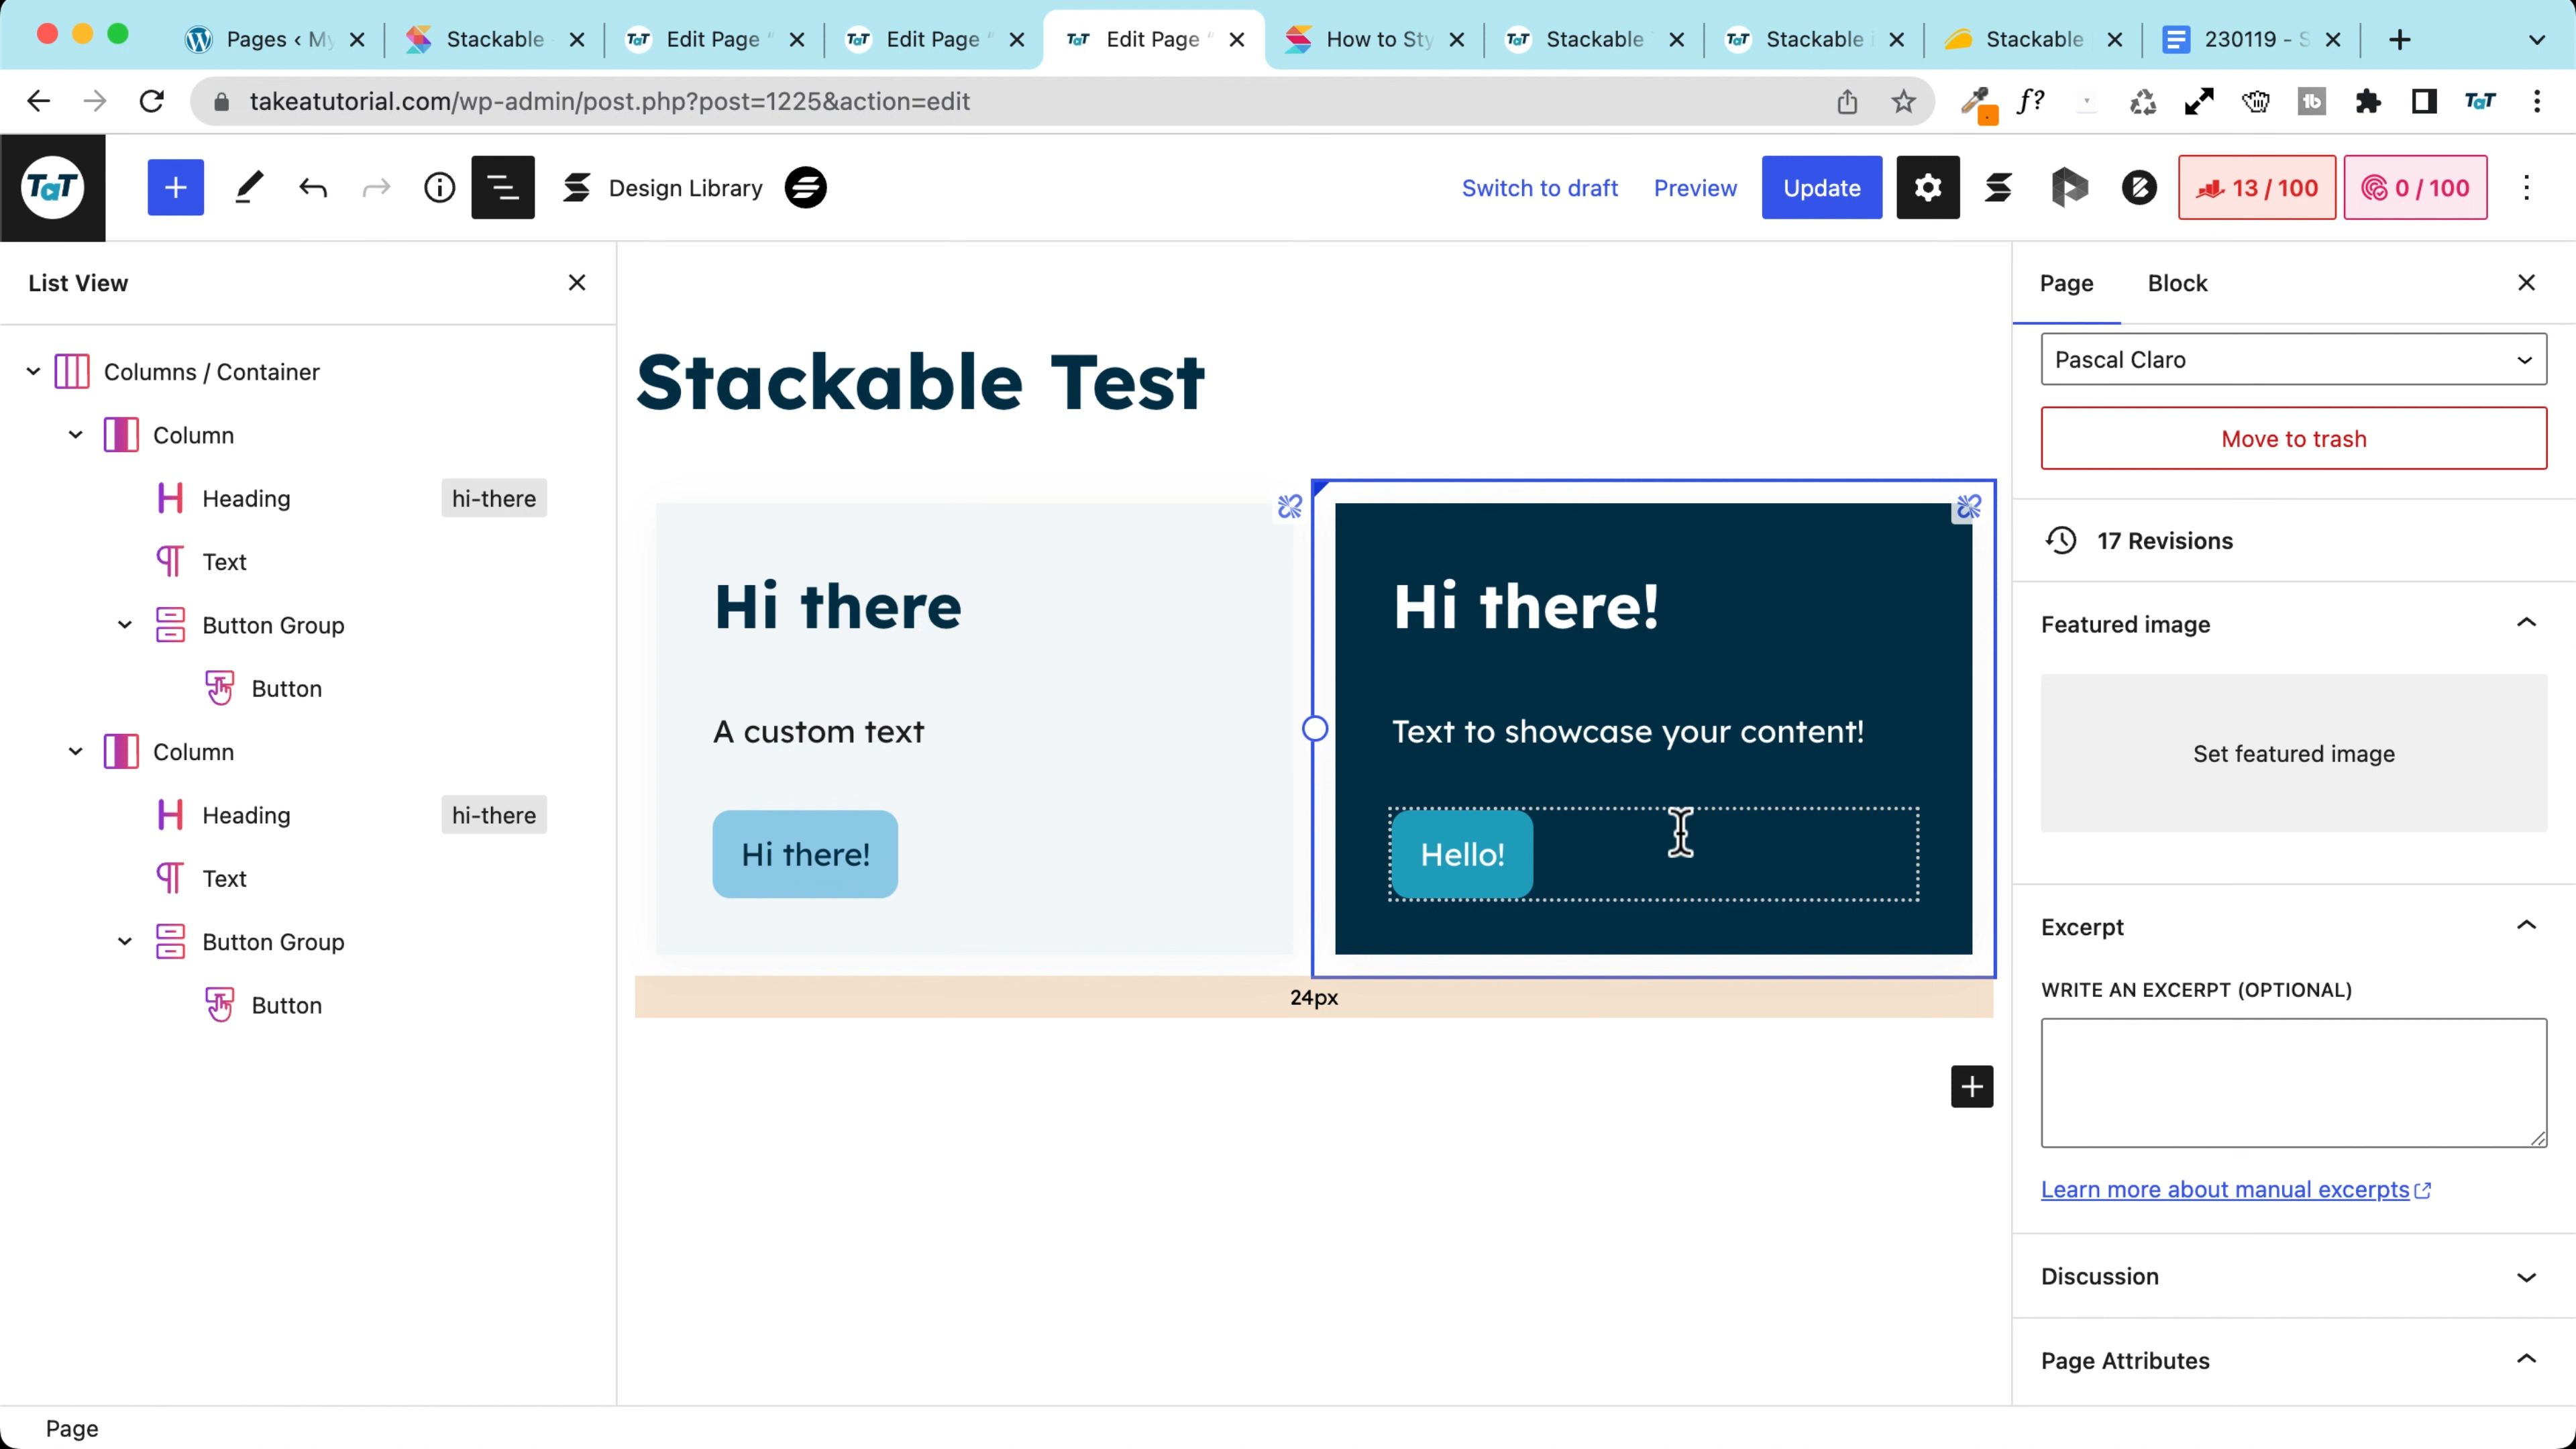 Pages ‹ My
Stackable
Edit Page "
Edit Page "
Edit Page "
How to Sty
Stackable
Stackable
Stackable
230119 - S
takeatutorial.com/wp-admin/post.php?post=1225&action=edit
f?
tb
TaT
TaT
Design Library
Switch to draft
Preview
Update
13 / 100
0 / 100
List View
Columns / Container
Column
Heading
hi-there
Text
Button Group
Button
Column
Heading
hi-there
Text
Button Group
Button
Stackable Test
Hi there
A custom text
Hi there!
Hi there!
Text to showcase your content!
Hello!
24px
Page
Block
Pascal Claro
Move to trash
17 Revisions
Featured image
Set featured image
Excerpt
WRITE AN EXCERPT (OPTIONAL)
Learn more about manual excerpts
Discussion
Page Attributes
Page